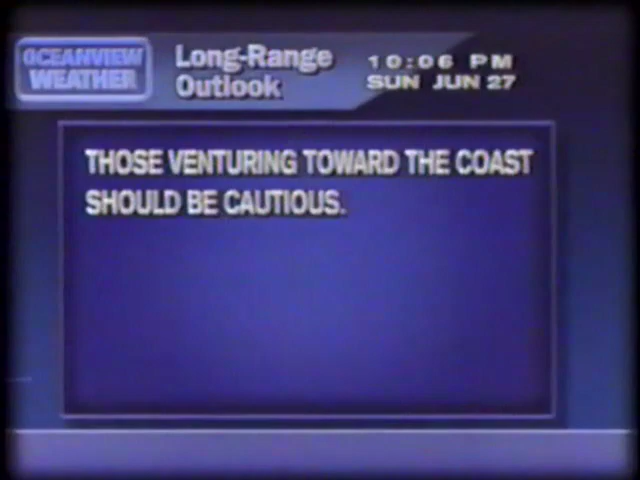 OCEANVIEW
WEATHER
Long-Range
Outlook
10:06 PM
SUN JUN 27
THOSE VENTURING TOWARD THE COAST
SHOULD BE CAUTIOUS.